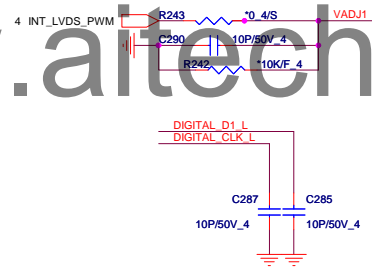 R243 *0_4/S VADJ1
4 INT_LVDS_PWM
C290 10P/50V_4
.aitech
R242 *10K/F_4
DIGITAL_D1_L
DIGITAL_CLK_L
C287 C285
10P/50V_4 10P/50V_4